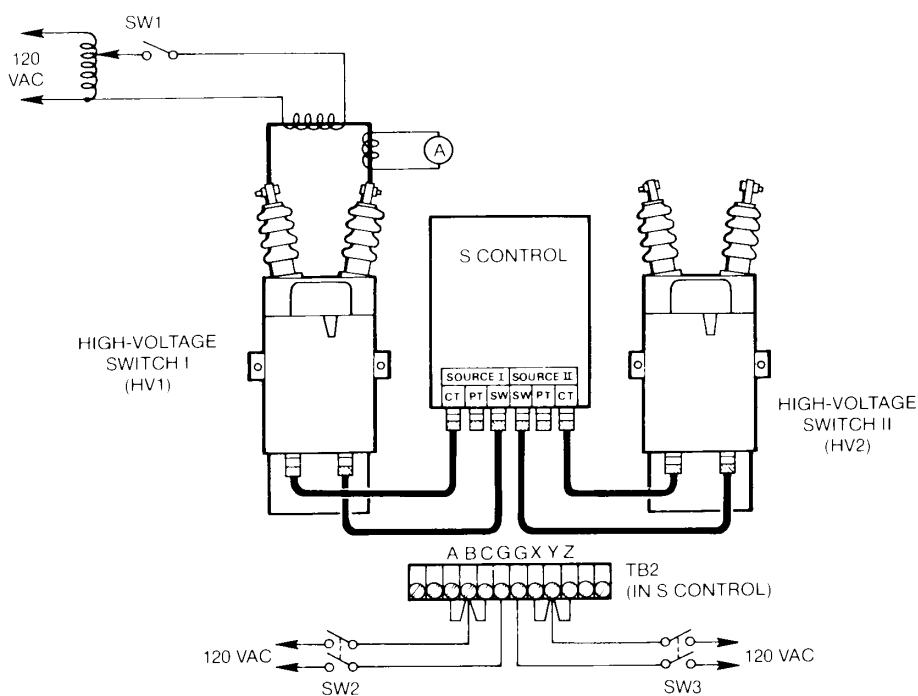 SW1
120
VAC
A
S CONTROL
HIGH-VOLTAGE
SWITCH I
(HV1)
SOURCE I SOURCE II
CT PT SW SW PT CT
HIGH-VOLTAGE
SWITCH II
(HV2)
A B C G G X Y Z
TB2
(IN S CONTROL)
120 VAC
SW2
SW3
120 VAC